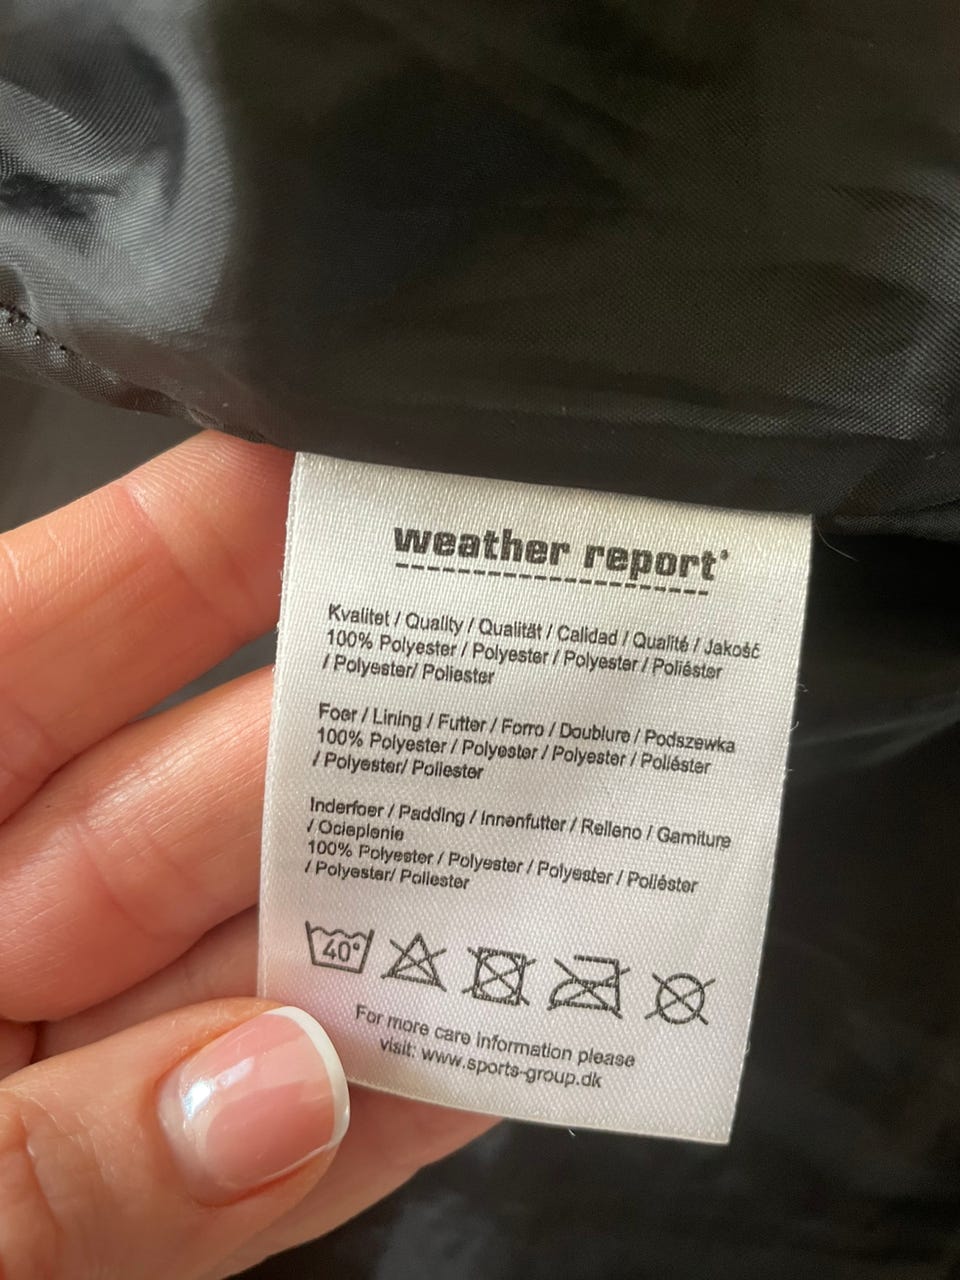 weather report
Kvalitet / Quality / Qualität / Calidad / Qualité / Jakość
100% Polyester / Polyester / Polyester / Poliéster
/ Polyester/ Poliester
Foer / Lining / Futter / Forro / Doublure / Podszewka
100% Polyester / Polyester / Polyester / Poliéster
/ Polyester/ Poliester
Inderfoer / Padding / Innenfutter / Relleno / Garniture
/ Ocieplenie
100% Polyester / Polyester / Polyester / Poliéster
/ Polyester/ Poliester
40°
For more care information please
visit: www.sports-group.dk